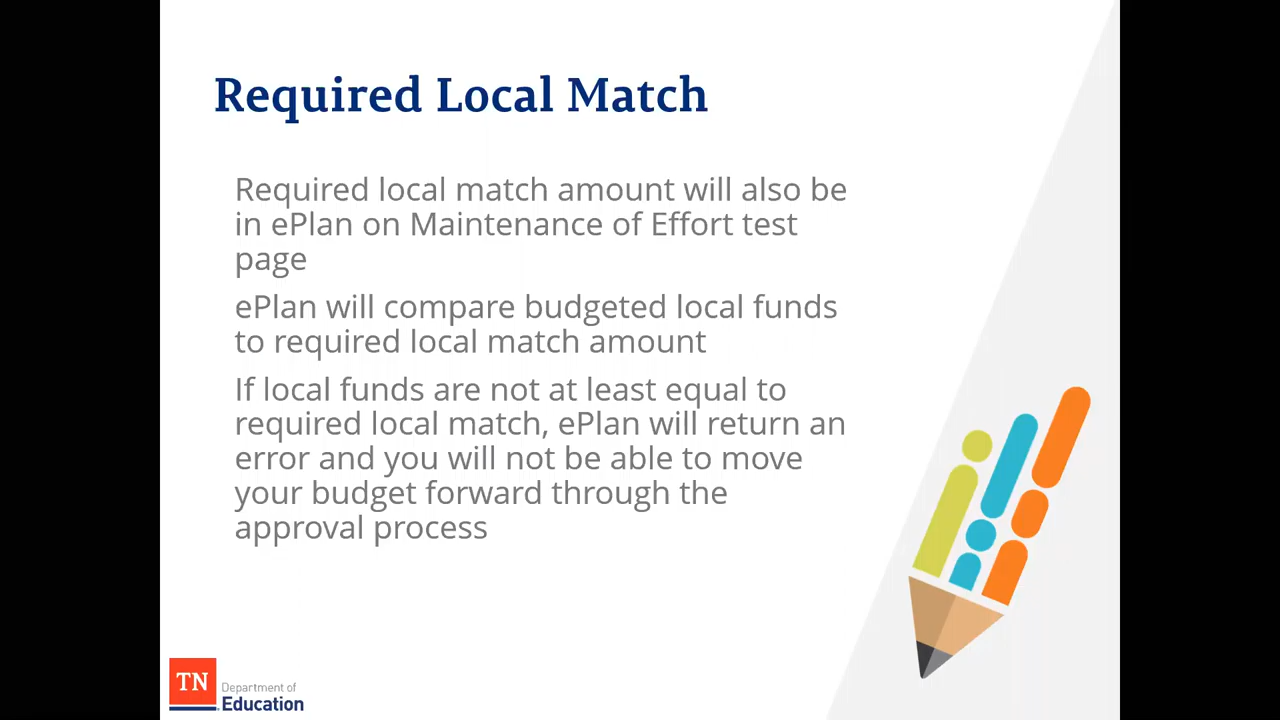 Required Local Match
Required local match amount will also be
in ePlan on Maintenance of Effort test
page
ePlan will compare budgeted local funds
to required local match amount
If local funds are not at least equal to
required local match, ePlan will return an
error and you will not be able to move
your budget forward through the
approval process
TN
Department of
Education